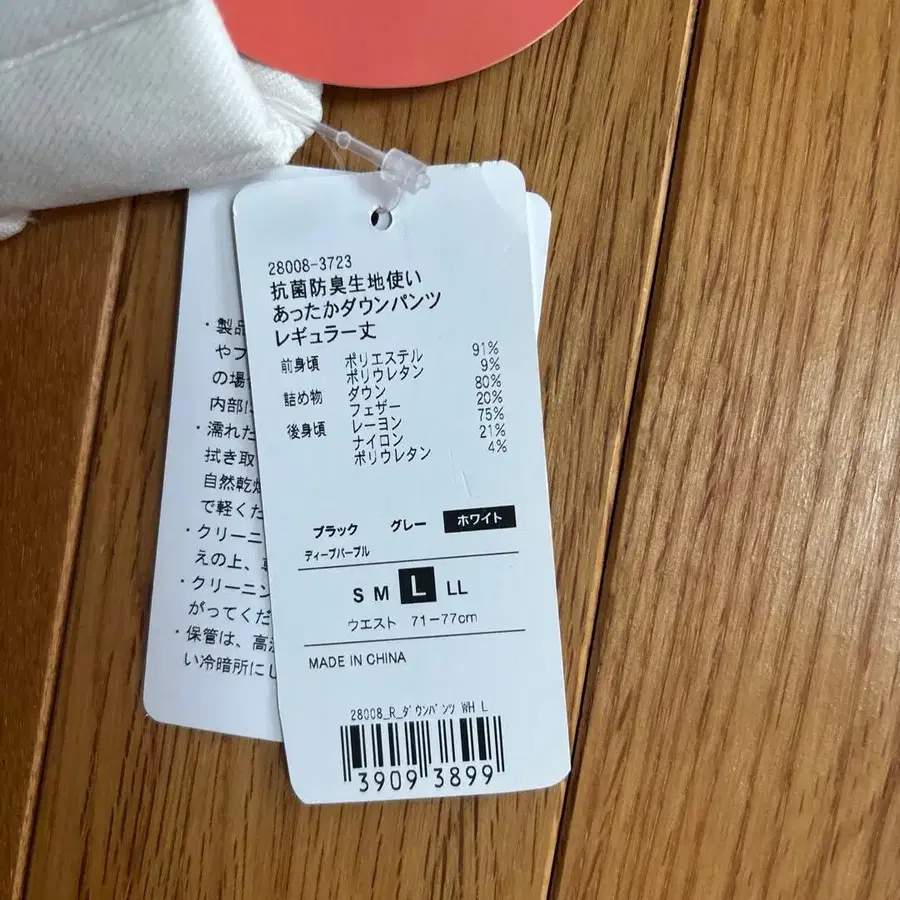 28008-3723
抗菌防臭生地使い
あったかダウンパンツ
レギュラー丈
前身頃 ポリエステル 91%
ポリウレタン 9%
詰め物 ダウン 80%
フェザー 20%
後身頃 レーヨン 75%
ナイロン 21%
ポリウレタン 4%
ブラック グレー ホワイト
ディープパープル
S M L LL
ウエスト 71-77cm
MADE IN CHINA
28008_R_ダウンパンツ WH L
3909 3899
・製品
やフ
の場
内部に
・濡れた
拭き取
自然乾燥
で軽くだ
・クリーニ
えの上、
・クリーニン
がってくだ
・保管は、高温
い冷暗所にし